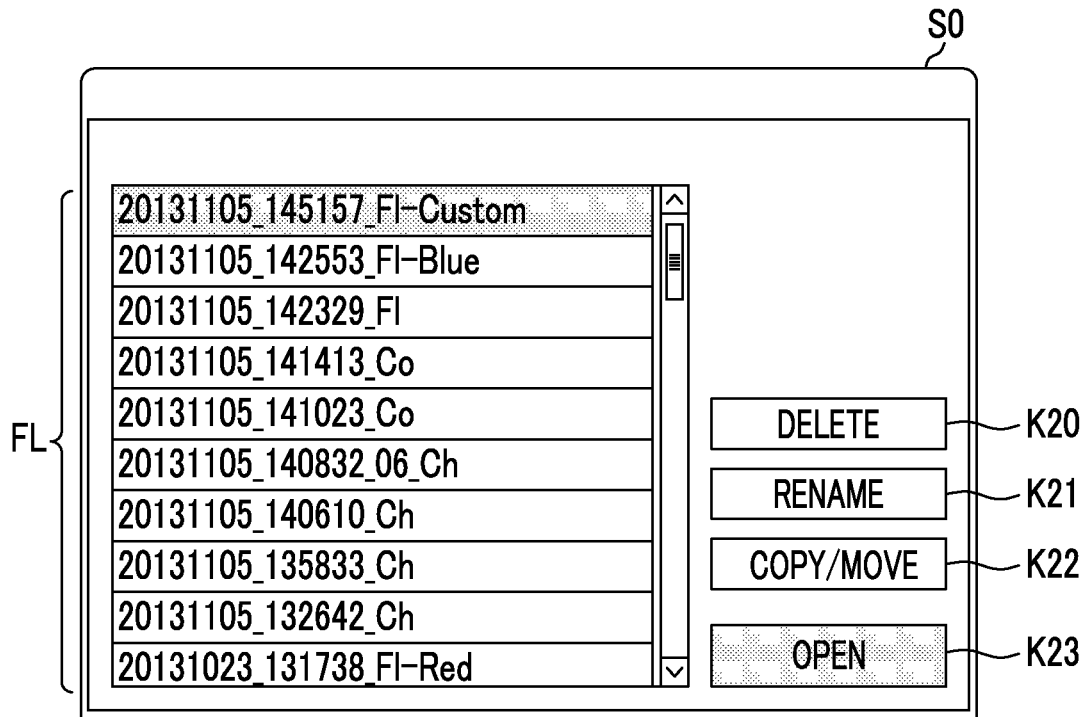 S0
FL
20131105_145157_Fl-Custom
20131105_142553_Fl-Blue
20131105_142329_Fl
20131105_141413_Co
20131105_141023_Co
20131105_140832_06_Ch
20131105_140610_Ch
20131105_135833_Ch
20131105_132642_Ch
20131023_131738_Fl-Red
DELETE K20
RENAME K21
COPY/MOVE K22
OPEN K23